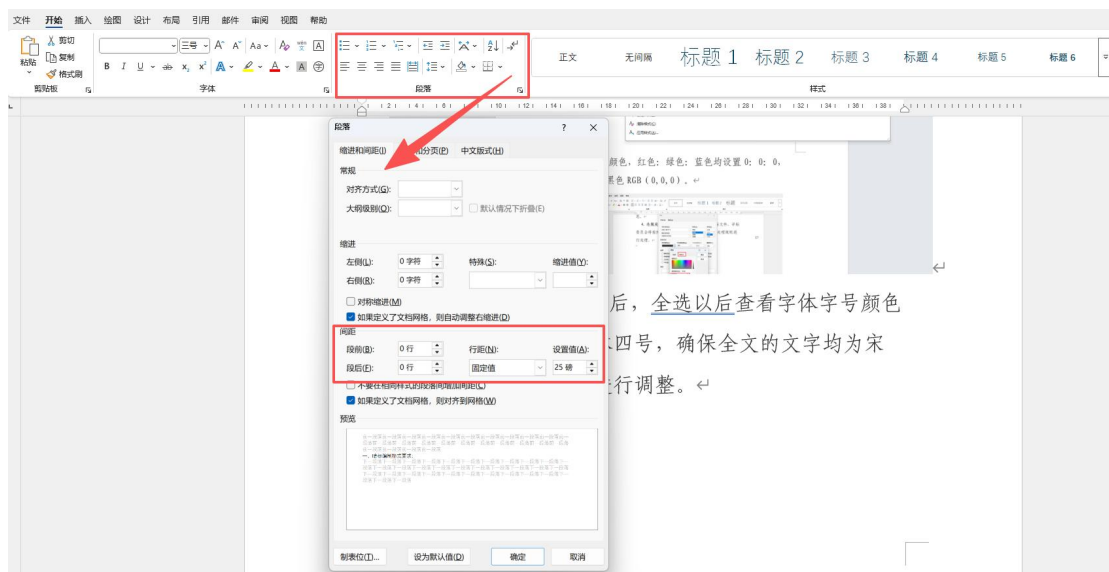 文件 开始 插入 绘图 设计 布局 引用 邮件 审阅 视图 帮助
粘贴 剪切
复制
格式刷
三号 A A Aa A A
B I U ab x₂ x² A A A
剪贴板 字体 段落 样式
正文 无间隔 标题 1 标题 2 标题 3 标题 4 标题 5 标题 6
段落 ? ×
缩进和间距(I) 分页(P) 中文版式(H)
常规
对齐方式(G):
大纲级别(O): 默认情况下折叠(E)
缩进
左侧(L): 0 字符 特殊(S): 缩进值(Y):
右侧(R): 0 字符
对称缩进(M)
如果定义了文档网格，则自动调整右缩进(D)
间距
段前(B): 0 行 行距(N): 设置值(A):
段后(F): 0 行 固定值 25 磅
不要在相同样式的段落间增加间距(C)
如果定义了文档网格，则对齐到网格(W)
预览
制表位(T)... 设为默认值(D) 确定 取消
颜色，红色；绿色；蓝色均设置 0；0；0，
黑色 RGB（0,0,0）。
后，全选以后查看字体字号颜色
四号，确保全文的文字均为宋
行调整。